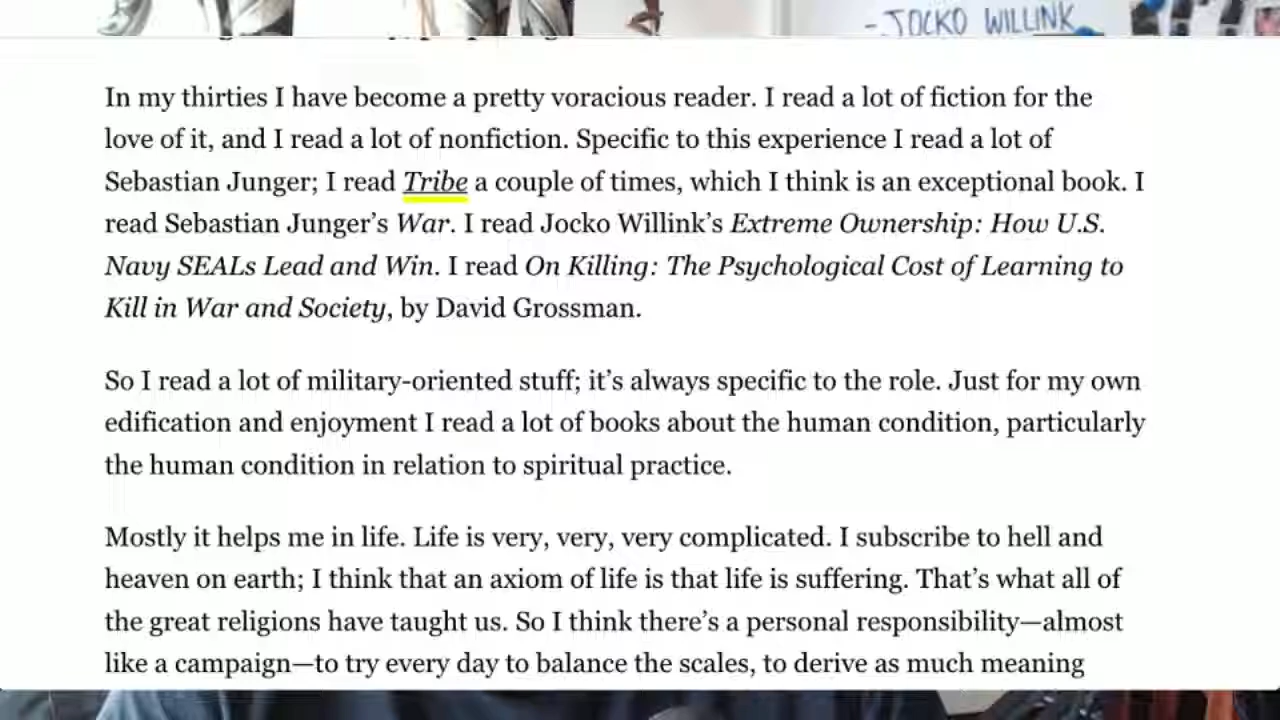 - JOCKO WILLINK
In my thirties I have become a pretty voracious reader. I read a lot of fiction for the
love of it, and I read a lot of nonfiction. Specific to this experience I read a lot of
Sebastian Junger; I read Tribe a couple of times, which I think is an exceptional book. I
read Sebastian Junger’s War. I read Jocko Willink’s Extreme Ownership: How U.S.
Navy SEALs Lead and Win. I read On Killing: The Psychological Cost of Learning to
Kill in War and Society, by David Grossman.
So I read a lot of military-oriented stuff; it’s always specific to the role. Just for my own
edification and enjoyment I read a lot of books about the human condition, particularly
the human condition in relation to spiritual practice.
Mostly it helps me in life. Life is very, very, very complicated. I subscribe to hell and
heaven on earth; I think that an axiom of life is that life is suffering. That’s what all of
the great religions have taught us. So I think there’s a personal responsibility—almost
like a campaign—to try every day to balance the scales, to derive as much meaning